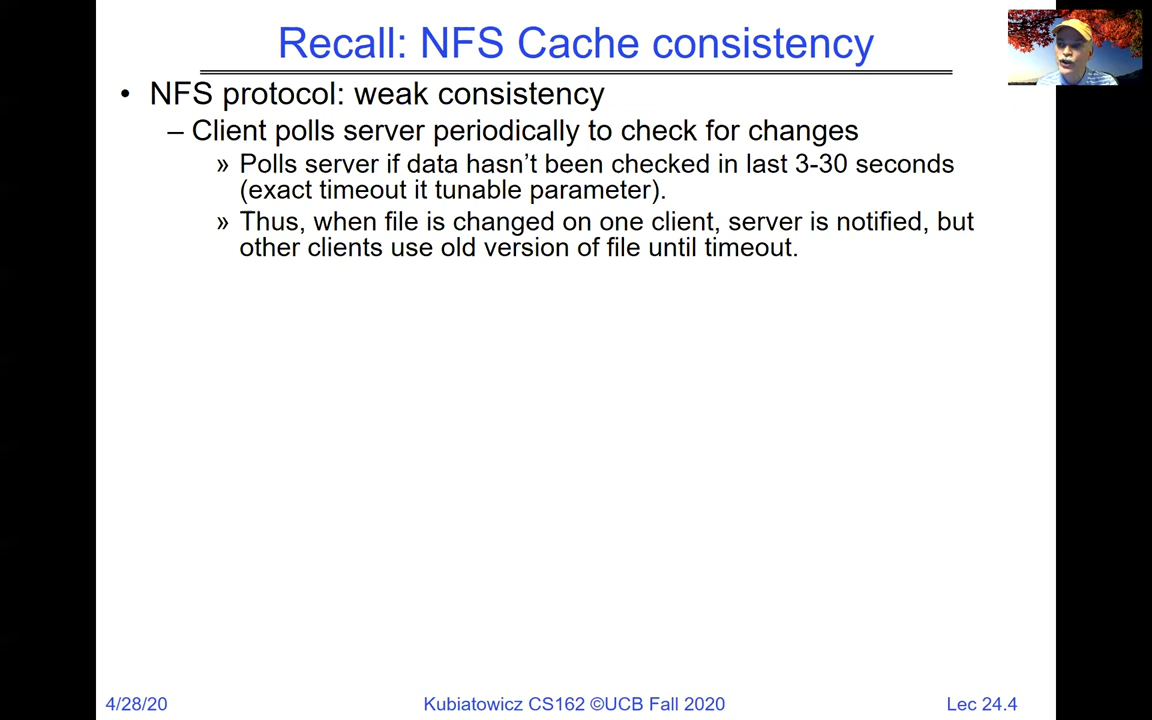 Recall: NFS Cache consistency
• NFS protocol: weak consistency
– Client polls server periodically to check for changes
» Polls server if data hasn't been checked in last 3-30 seconds
(exact timeout it tunable parameter).
» Thus, when file is changed on one client, server is notified, but
other clients use old version of file until timeout.
4/28/20
Kubiatowicz CS162 ©UCB Fall 2020
Lec 24.4